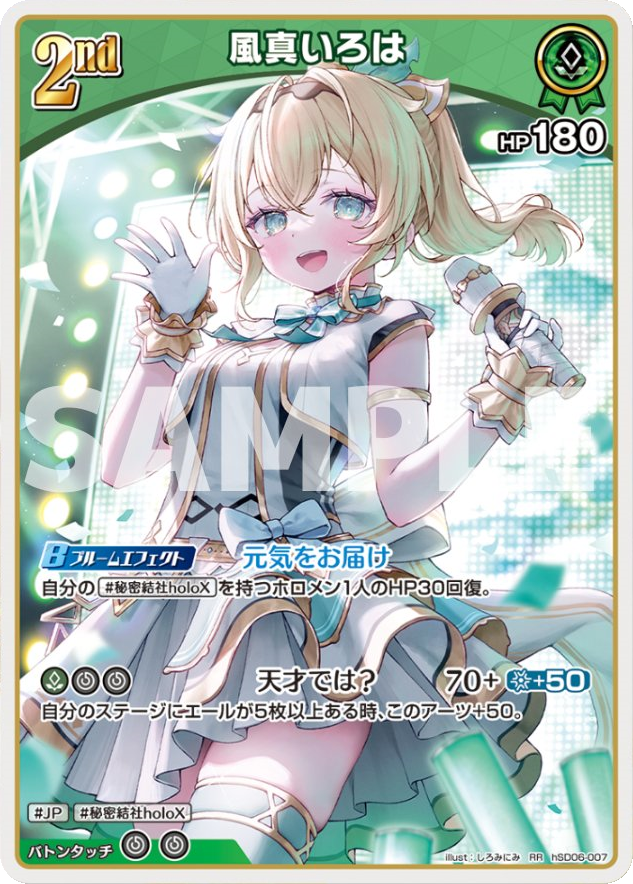 2nd
風真いろは
HP180
SAMPLE
Bブルームエフェクト 元気をお届け
自分の#秘密結社holoXを持つホロメン1人のHP30回復。
天才では? 70+ +50
自分のステージにエールが5枚以上ある時、このアーツ+50。
#JP #秘密結社holoX
バトンタッチ
illust:しろみにみ RR hSD06-007